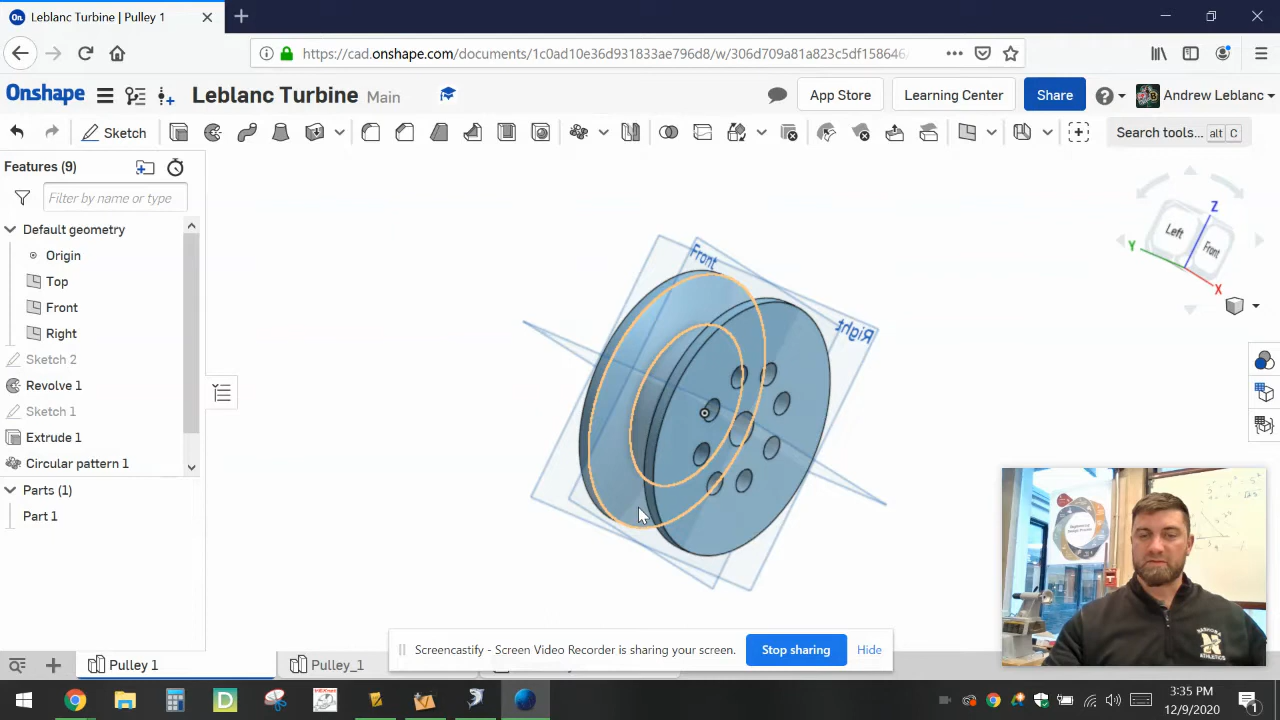 Leblanc Turbine | Pulley 1
https://cad.onshape.com/documents/1c0ad10e36d931833ae796d8/w/306d709a81a823c5df158646/
Onshape
Leblanc Turbine Main
App Store
Learning Center
Share
Andrew Leblanc
Sketch
Search tools... alt C
Features (9)
Filter by name or type
Default geometry
Origin
Top
Front
Right
Sketch 2
Revolve 1
Sketch 1
Extrude 1
Circular pattern 1
Parts (1)
Part 1
Front
Right
Z
Left
Front
Y
X
Screencastify - Screen Video Recorder is sharing your screen.
Stop sharing
Hide
Pulley 1
Pulley_1
ATHLETICS
3:35 PM
12/9/2020